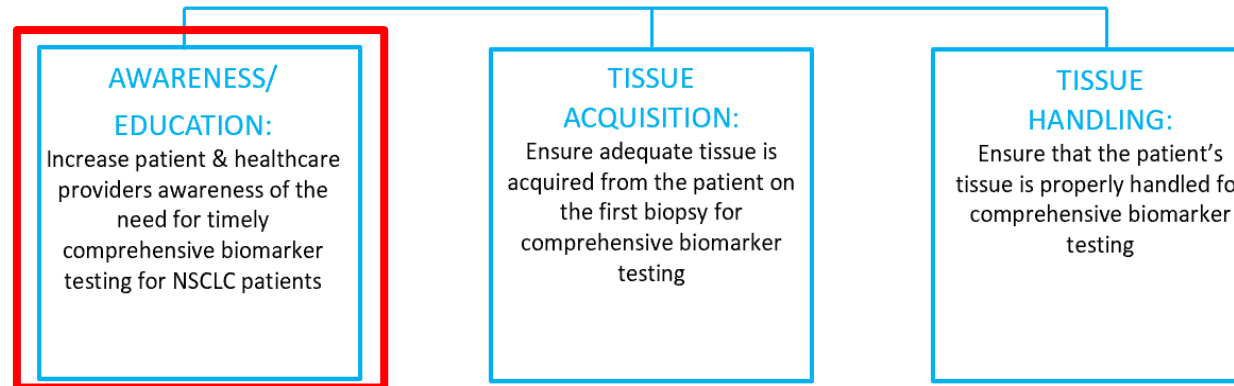 AWARENESS/
EDUCATION:
Increase patient & healthcare
providers awareness of the
need for timely
comprehensive biomarker
testing for NSCLC patients
TISSUE
ACQUISITION:
Ensure adequate tissue is
acquired from the patient on
the first biopsy for
comprehensive biomarker
testing
TISSUE
HANDLING:
Ensure that the patient’s
tissue is properly handled fo
comprehensive biomarker
testing